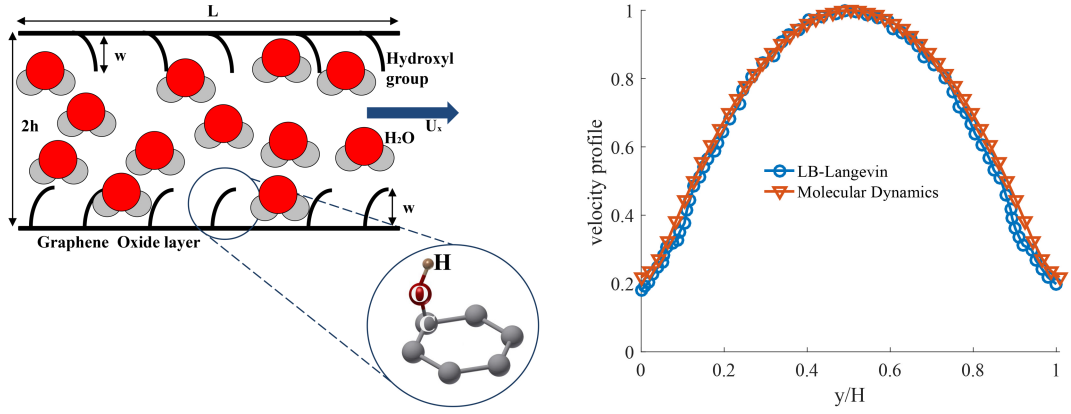 L
w
Hydroxyl
group
2h
Uₓ
H₂O
w
Graphene Oxide layer
H
O
C
velocity profile
1
0.8
0.6
0.4
0.2
0
LB-Langevin
Molecular Dynamics
0 0.2 0.4 0.6 0.8 1
y/H